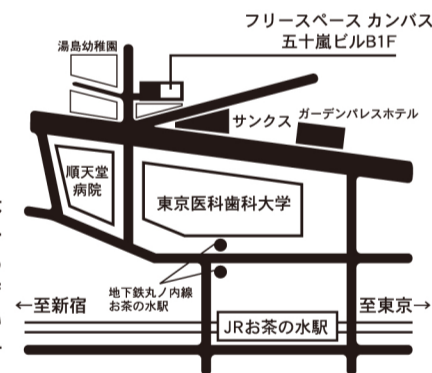 フリースペース カンバス
五十嵐ビルB1F
湯島幼稚園
サンクス
ガーデンパレスホテル
順天堂
病院
東京医科歯科大学
地下鉄丸ノ内線
お茶の水駅
←至新宿
至東京→
JRお茶の水駅